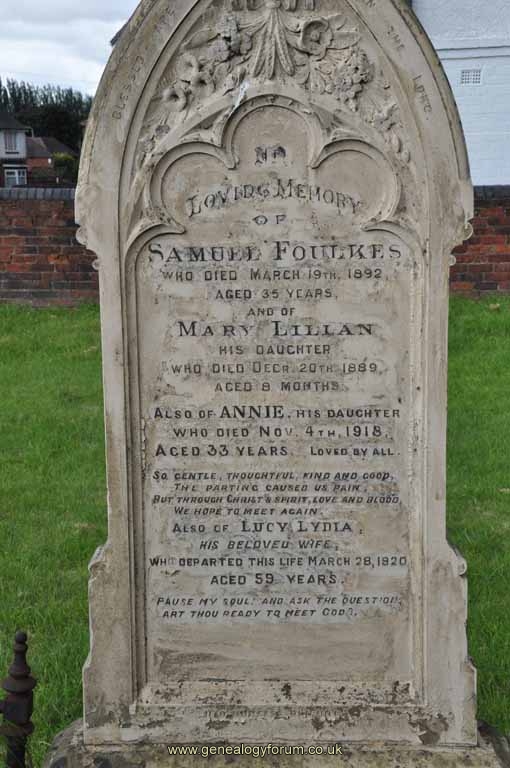 BLESSED ARE THE LORD.
IN
LOVING MEMORY
OF
SAMUEL FOULKES
WHO DIED MARCH 19TH, 1892,
AGED 35 YEARS,
AND OF
MARY LILIAN
HIS DAUGHTER
WHO DIED DECR. 20TH 1889,
AGED 8 MONTHS.
ALSO OF ANNIE, HIS DAUGHTER
WHO DIED NOV. 4TH, 1918,
AGED 33 YEARS. LOVED BY ALL.
SO GENTLE, THOUGHTFUL, KIND AND GOOD,
THE PARTING CAUSED US PAIN,
BUT THROUGH CHRIST'S SPIRIT, LOVE AND BLOOD,
WE HOPE TO MEET AGAIN.
ALSO OF LUCY LYDIA,
HIS BELOVED WIFE,
WHO DEPARTED THIS LIFE MARCH 28, 1920
AGED 59 YEARS.
PAUSE MY SOUL! AND ASK THE QUESTION,
ART THOU READY TO MEET GOD?
www.genealogyforum.co.uk